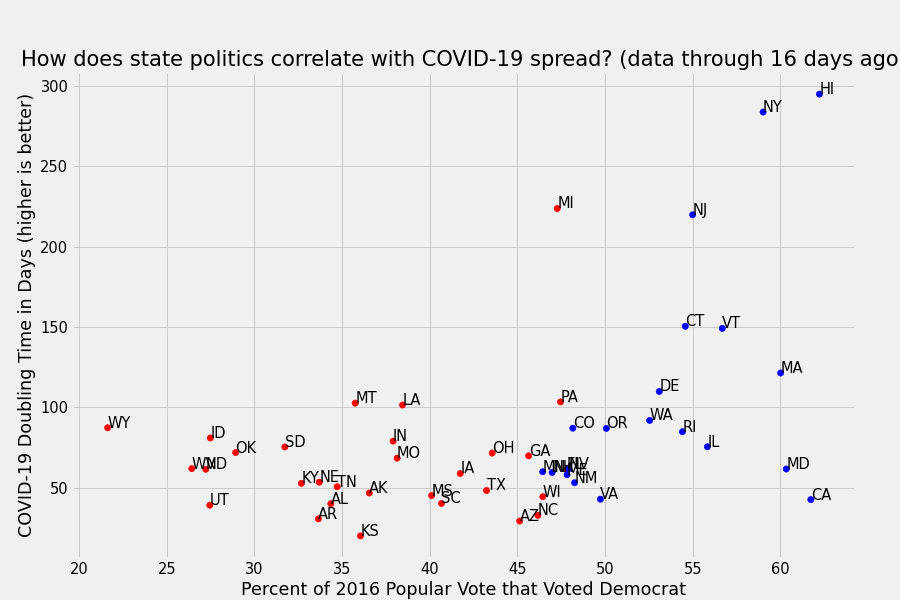 How does state politics correlate with COVID-19 spread? (data through 16 days ago
COVID-19 Doubling Time in Days (higher is better)
300
250
200
150
100
50
HI
NY
MI
NJ
CT
VT
MA
DE
MT
LA
PA
WY
CO
OR
WA
RI
ID
IN
SD
OK
OH
IL
GA
MO
ND
IA
MD
NV
NM
KY
NE
TN
AK
MS
SC
TX
WI
VA
CA
UT
AL
AR
NC
AZ
KS
20
25
30
35
40
45
50
55
60
Percent of 2016 Popular Vote that Voted Democrat